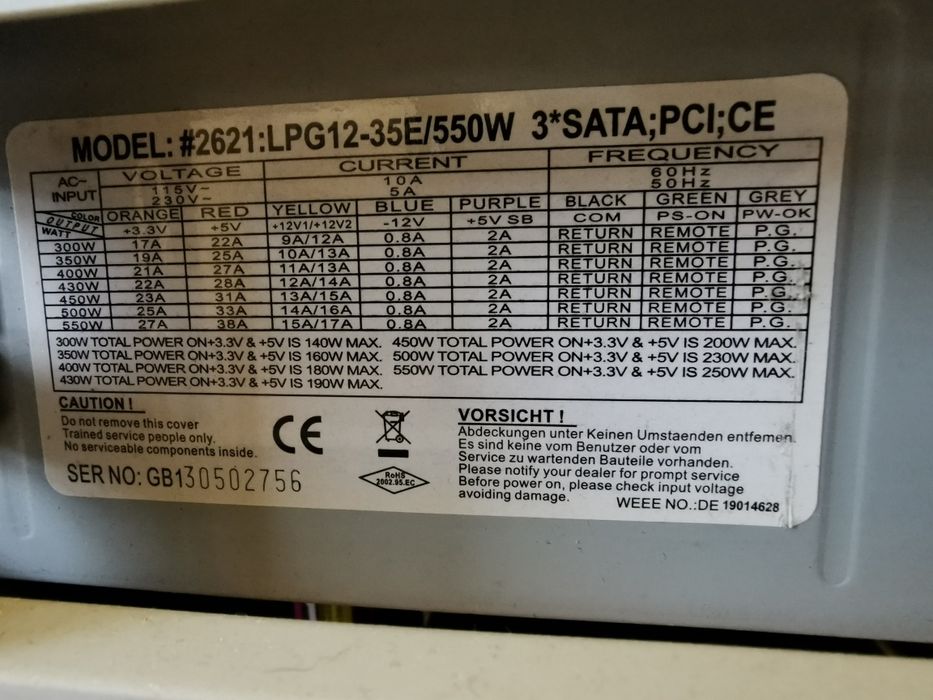 MODEL: #2621:LPG12-35E/550W 3*SATA;PCI;CE
AC~ INPUT VOLTAGE CURRENT FREQUENCY
115V~ 10A 60Hz
230V~ 5A 50Hz
COLOR ORANGE RED YELLOW BLUE PURPLE BLACK GREEN GREY
OUTPUT WATT +3.3V +5V +12V1/+12V2 -12V +5V SB COM PS-ON PW-OK
300W 17A 22A 9A/12A 0.8A 2A RETURN REMOTE P.G.
350W 19A 25A 10A/13A 0.8A 2A RETURN REMOTE P.G.
400W 21A 27A 11A/13A 0.8A 2A RETURN REMOTE P.G.
430W 22A 28A 12A/14A 0.8A 2A RETURN REMOTE P.G.
450W 23A 31A 13A/15A 0.8A 2A RETURN REMOTE P.G.
500W 25A 33A 14A/16A 0.8A 2A RETURN REMOTE P.G.
550W 27A 38A 15A/17A 0.8A 2A RETURN REMOTE P.G.
300W TOTAL POWER ON+3.3V & +5V IS 140W MAX. 450W TOTAL POWER ON+3.3V & +5V IS 200W MAX.
350W TOTAL POWER ON+3.3V & +5V IS 160W MAX. 500W TOTAL POWER ON+3.3V & +5V IS 230W MAX.
400W TOTAL POWER ON+3.3V & +5V IS 180W MAX. 550W TOTAL POWER ON+3.3V & +5V IS 250W MAX.
430W TOTAL POWER ON+3.3V & +5V IS 190W MAX.
CAUTION !
Do not remove this cover
Trained service people only.
No serviceable components inside.
SER NO: GB130502756
CE
RoHS
2002.95.EC
VORSICHT !
Abdeckungen unter Keinen Umstaenden entfernen.
Es sind keine vom Benutzer oder vom
Service zu wartenden Bauteile vorhanden.
Please notify your dealer for prompt service
Before power on, please check input voltage
avoiding damage.
WEEE NO.:DE 19014628